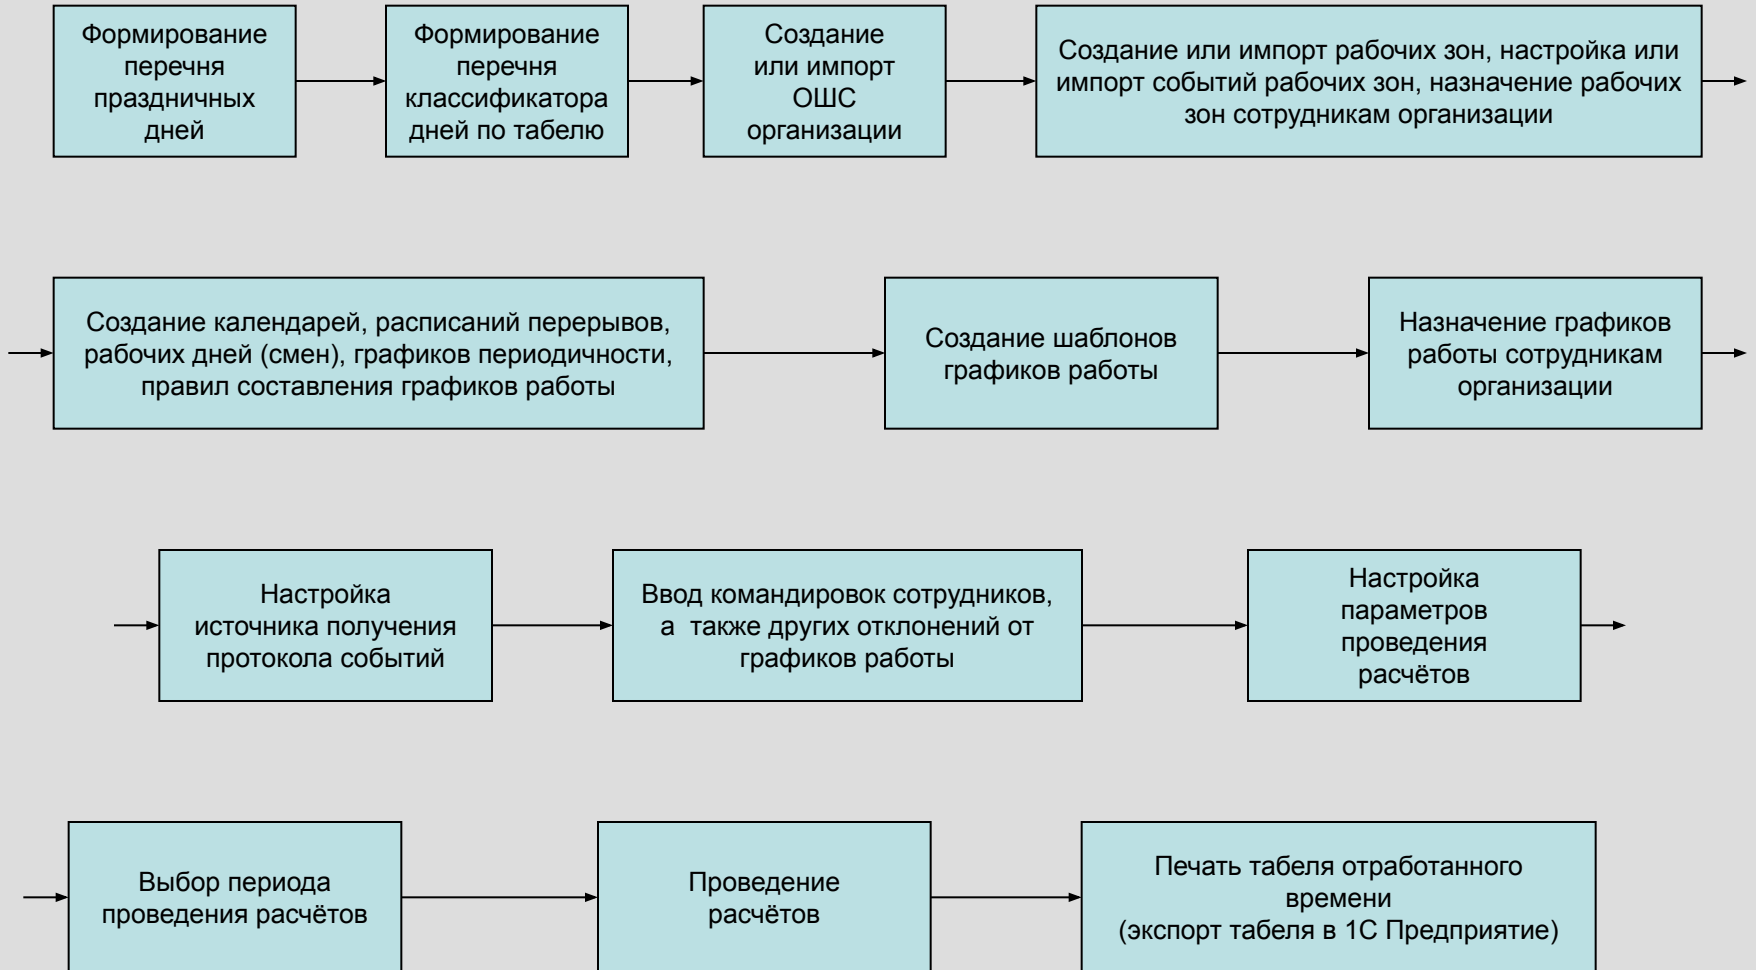 Формирование
перечня
праздничных
дней
Формирование
перечня
классификатора
дней по табелю
Создание
или импорт
ОШС
организации
Создание или импорт рабочих зон, настройка или
импорт событий рабочих зон, назначение рабочих
зон сотрудникам организации
Создание календарей, расписаний перерывов,
рабочих дней (смен), графиков периодичности,
правил составления графиков работы
Создание шаблонов
графиков работы
Назначение графиков
работы сотрудникам
организации
Настройка
источника получения
протокола событий
Ввод командировок сотрудников,
а также других отклонений от
графиков работы
Настройка
параметров
проведения
расчётов
Выбор периода
проведения расчётов
Проведение
расчётов
Печать табеля отработанного
времени
(экспорт табеля в 1С Предприятие)